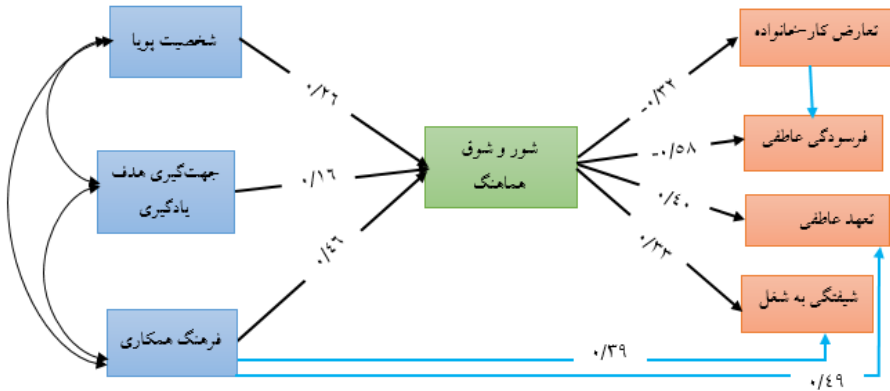 شخصیت پویا
جهت‌گیری هدف
یادگیری
فرهنگ همکاری
۰/۲۶
۰/۱۶
۰/۴۶
شور و شوق
هماهنگ
-۰/۳۲
-۰/۵۸
۰/۴۰
۰/۳۳
تعارض کار-خانواده
فرسودگی عاطفی
تعهد عاطفی
شیفتگی به شغل
۰/۳۹
۰/۴۹